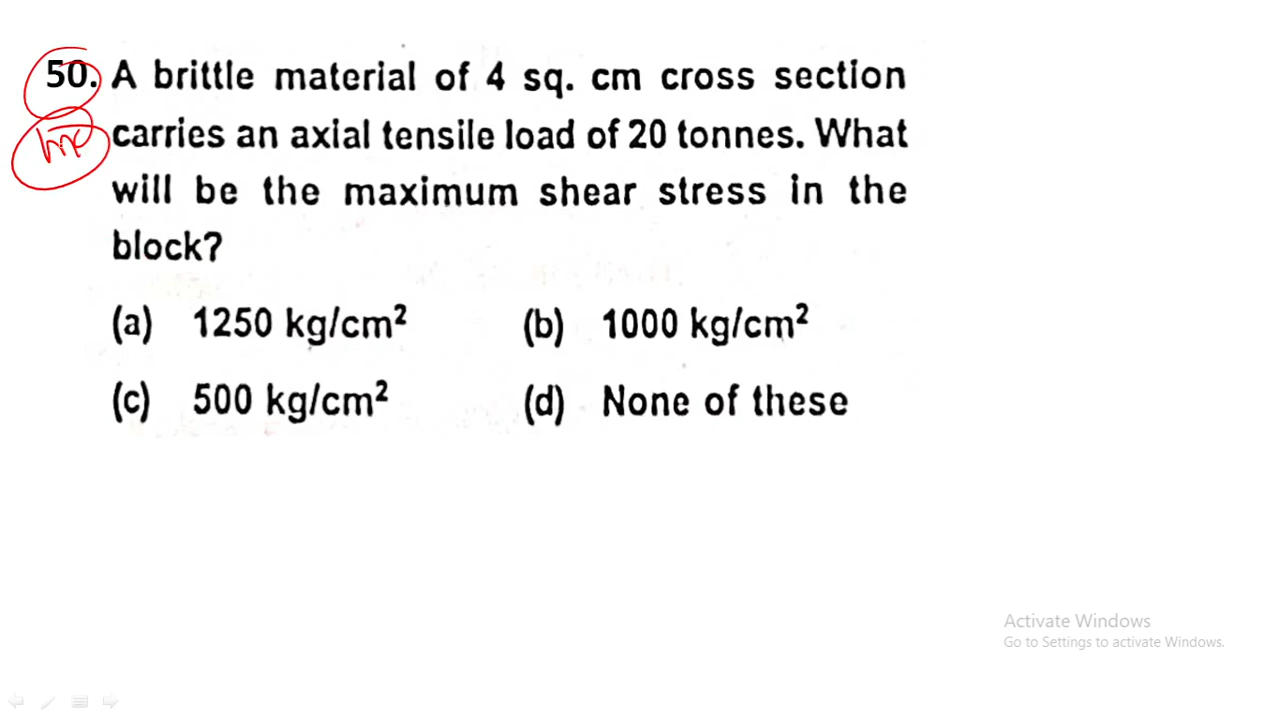 50. A brittle material of 4 sq. cm cross section
carries an axial tensile load of 20 tonnes. What
will be the maximum shear stress in the
block?
(a) 1250 kg/cm² (b) 1000 kg/cm²
(c) 500 kg/cm² (d) None of these
Activate Windows
Go to Settings to activate Windows.